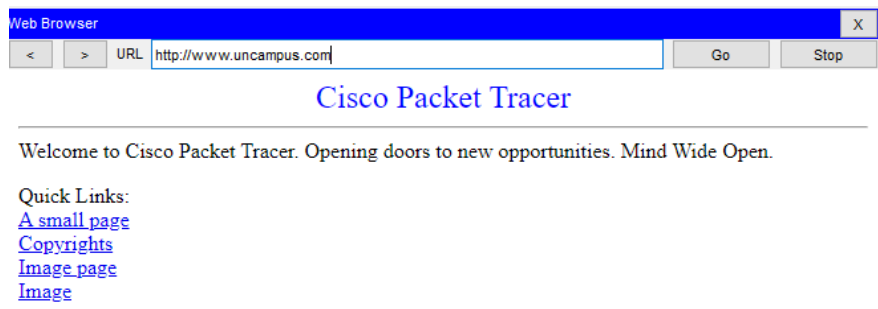 Web Browser X
< > URL http://www.uncampus.com Go Stop
Cisco Packet Tracer
Welcome to Cisco Packet Tracer. Opening doors to new opportunities. Mind Wide Open.
Quick Links:
A small page
Copyrights
Image page
Image